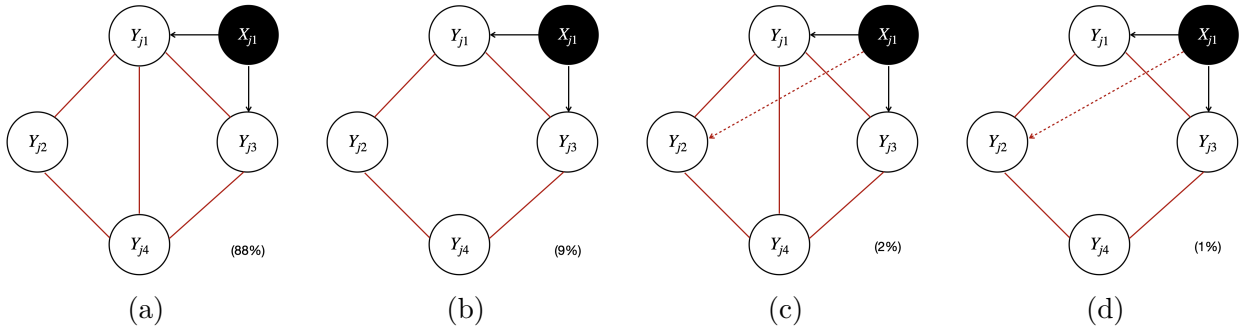 Y_{j1} X_{j1}
Y_{j2} Y_{j3}
Y_{j4} (88%)
(a)
Y_{j1} X_{j1}
Y_{j2} Y_{j3}
Y_{j4} (9%)
(b)
Y_{j1} X_{j1}
Y_{j2} Y_{j3}
Y_{j4} (2%)
(c)
Y_{j1} X_{j1}
Y_{j2} Y_{j3}
Y_{j4} (1%)
(d)